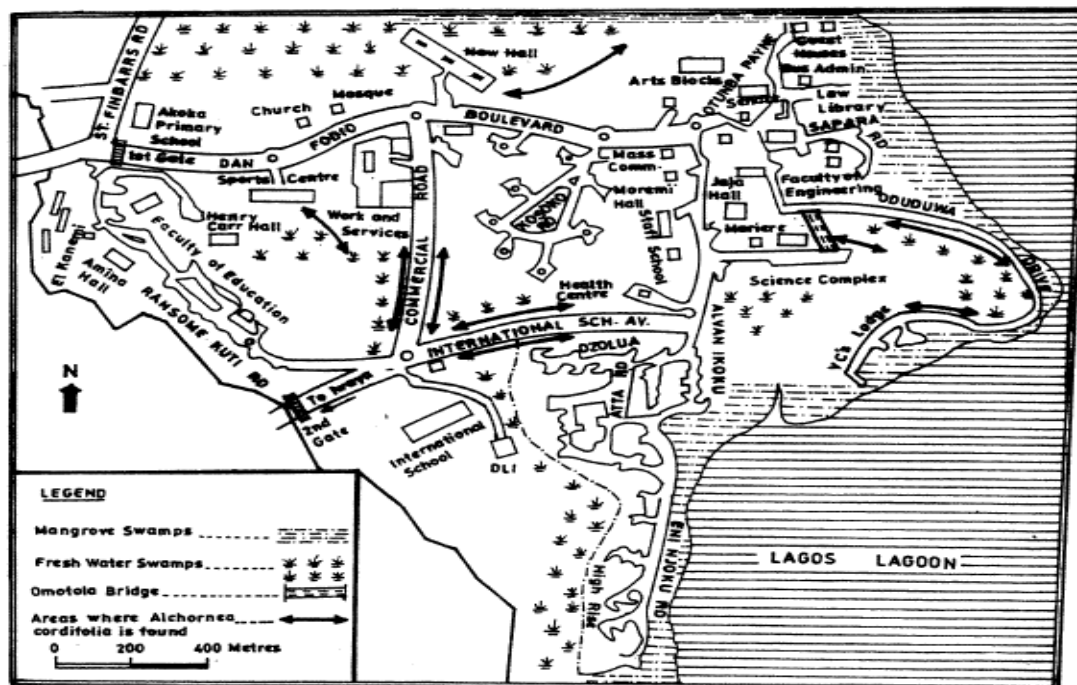 ST. FINBARRS RD
New Hall
Mosque
Church
Akoka
Primary
School
1st Gate
DAN
FODIO
BOULEVARD
Arts Blocks
OTUNBA PAYNE
Senate
Guest
House
Bus Admin
Law
Library
SAPARA
RD
Sports Centre
Work and
Services
Henry
Carr Hall
COMMERCIAL
ROAD
Mass
Comm
Moremi
Hall
KOSOKO
RD
Staff School
Jaja
Hall
Mariere
Faculty of
Engineering
ODUDUWA
DRIVE
Science Complex
VC's Lodge
El Kanemi
Amina
Hall
Faculty of Education
RANSOME KUTI RD
Health
Centre
INTERNATIONAL SCH. AV.
DZOLUA
ATTA RD
ALVAN IKOKU
N
2nd
Gate
International
School
DLI
High Rise
ENI NJOKU RD
LAGOS LAGOON
LEGEND
Mangrove Swamps
Fresh Water Swamps
Omotola Bridge
Areas where Alchornea
cordifolia is found
0 200 400 Metres